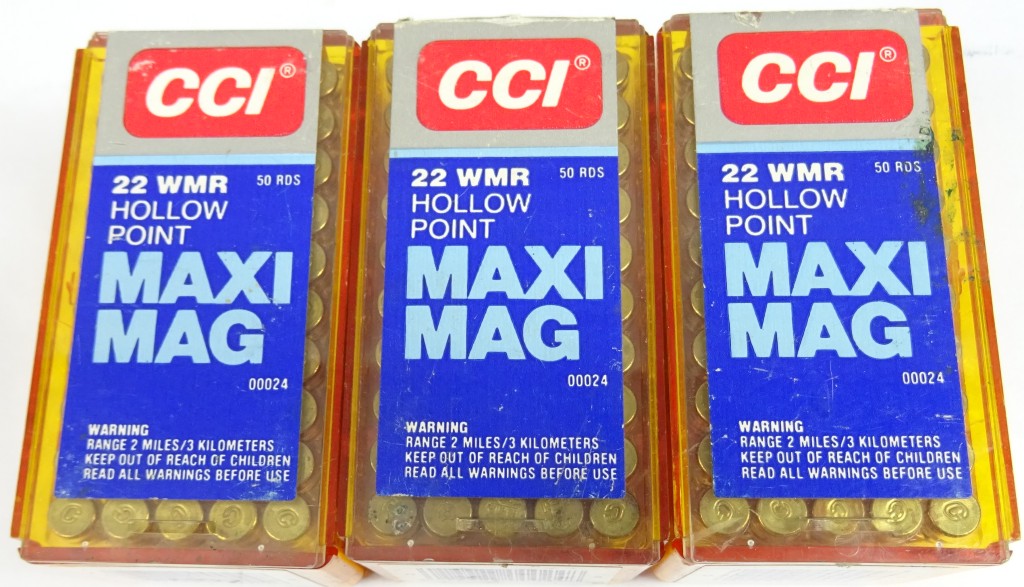 CCI®
22 WMR 50 RDS
HOLLOW
POINT
MAXI
MAG
00024
WARNING
RANGE 2 MILES/3 KILOMETERS
KEEP OUT OF REACH OF CHILDREN
READ ALL WARNINGS BEFORE USE
CCI®
22 WMR 50 RDS
HOLLOW
POINT
MAXI
MAG
00024
WARNING
RANGE 2 MILES/3 KILOMETERS
KEEP OUT OF REACH OF CHILDREN
READ ALL WARNINGS BEFORE USE
CCI®
22 WMR 50 RDS
HOLLOW
POINT
MAXI
MAG
00024
WARNING
RANGE 2 MILES/3 KILOMETERS
KEEP OUT OF REACH OF CHILDREN
READ ALL WARNINGS BEFORE USE
C C C C C
C C